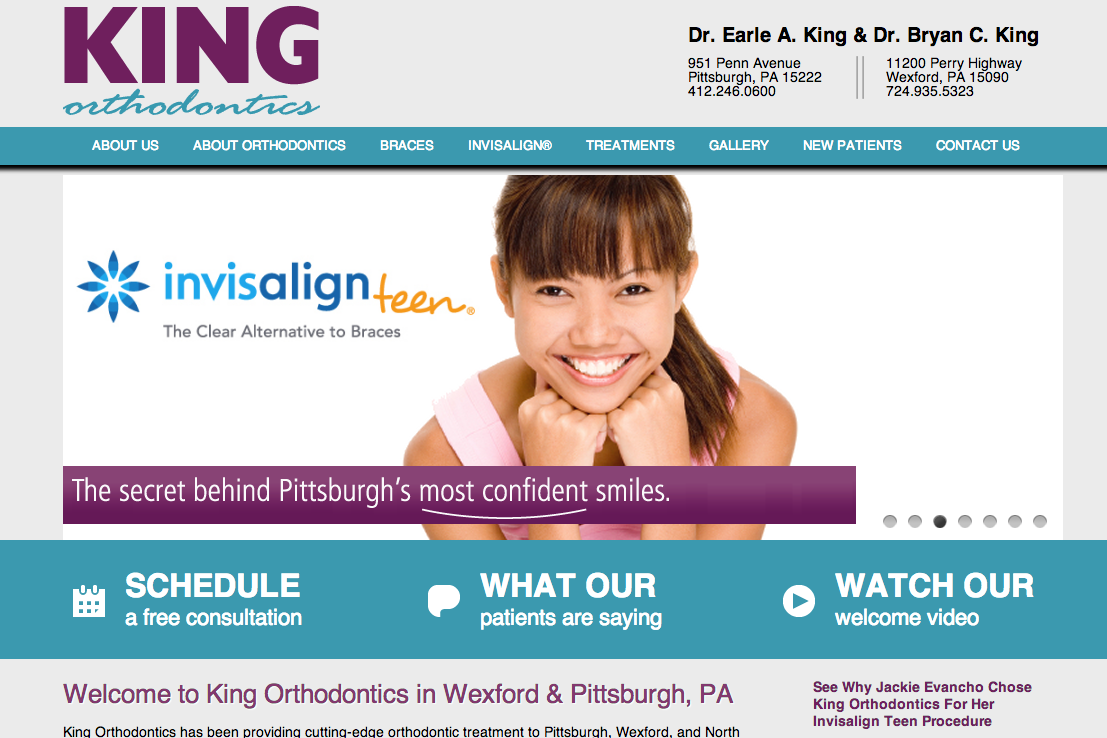 KING
orthodontics
Dr. Earle A. King & Dr. Bryan C. King
951 Penn Avenue
Pittsburgh, PA 15222
412.246.0600
11200 Perry Highway
Wexford, PA 15090
724.935.5323
ABOUT US ABOUT ORTHODONTICS BRACES INVISALIGN® TREATMENTS GALLERY NEW PATIENTS CONTACT US
invisalign teen®
The Clear Alternative to Braces
The secret behind Pittsburgh's most confident smiles.
SCHEDULE
a free consultation
WHAT OUR
patients are saying
WATCH OUR
welcome video
Welcome to King Orthodontics in Wexford & Pittsburgh, PA
King Orthodontics has been providing cutting-edge orthodontic treatment to Pittsburgh, Wexford, and North
See Why Jackie Evancho Chose
King Orthodontics For Her
Invisalign Teen Procedure